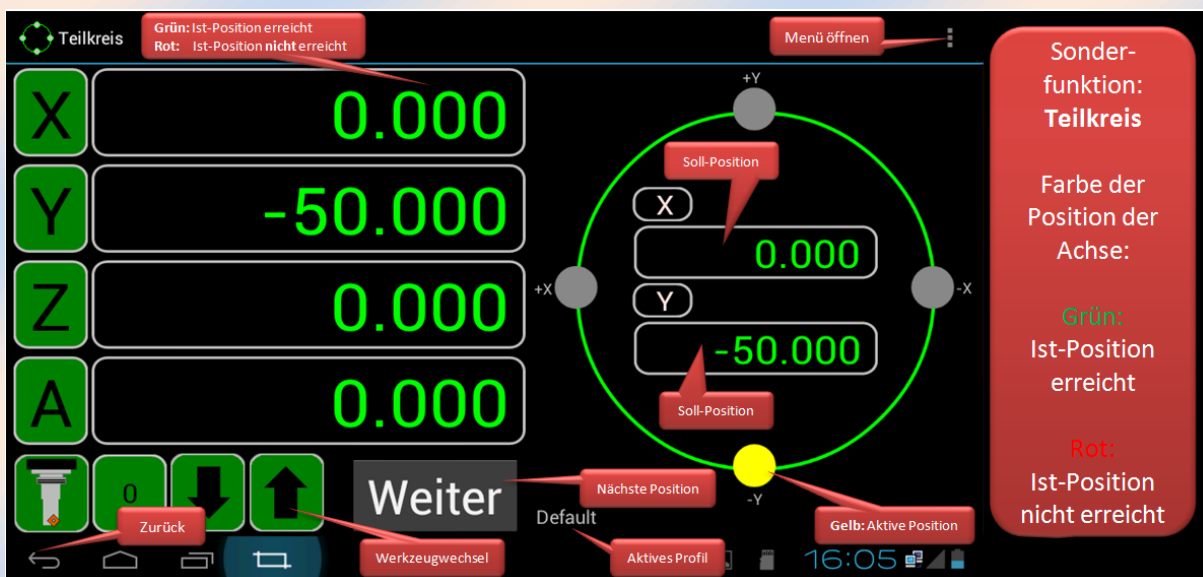 Teilkreis
Grün: Ist-Position erreicht
Rot: Ist-Position nicht erreicht
Menü öffnen
X
0.000
Y
-50.000
Z
0.000
A
0.000
0
Weiter
+Y
Soll-Position
X
0.000
+X
-X
Y
-50.000
Soll-Position
-Y
Nächste Position
Default
Gelb: Aktive Position
Zurück
Werkzeugwechsel
Aktives Profil
16:05
Sonder-
funktion:
Teilkreis
Farbe der
Position der
Achse:
Grün:
Ist-Position
erreicht
Rot:
Ist-Position
nicht erreicht